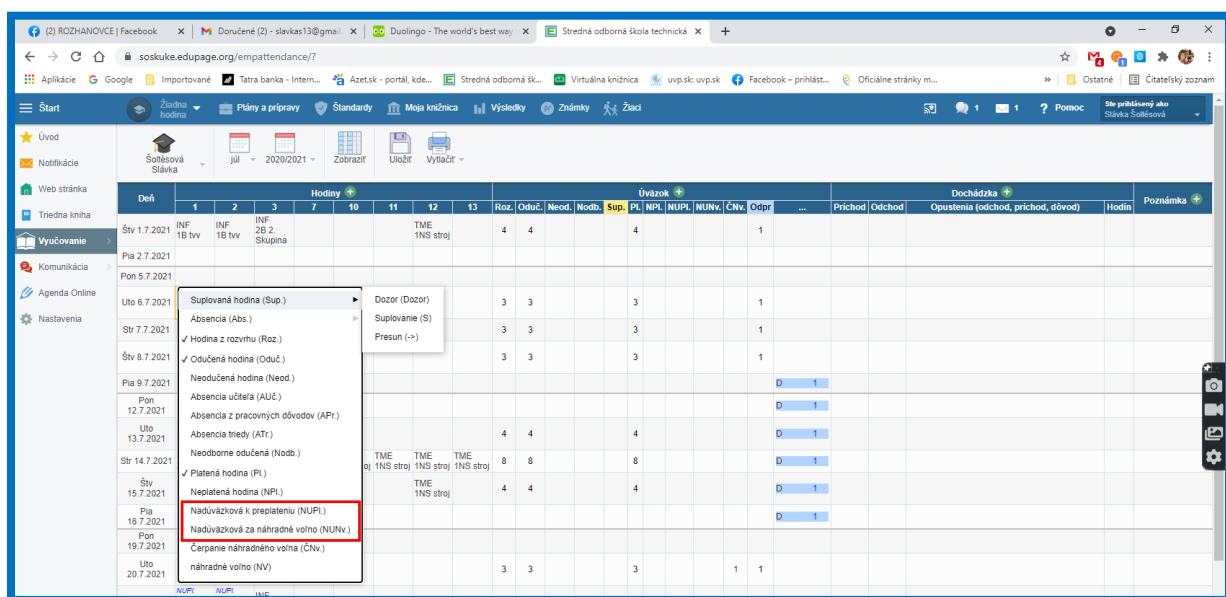 (2) ROZHANOVCE | Facebook
Doručené (2) - slavkas13@gmail.
Duolingo - The world's best way
Stredná odborná škola technická
soskuke.edupage.org/empattendance/?
Aplikácie Google Importované Tatra banka - Intern... Azet.sk - portál, kde... Stredná odborná šk... Virtuálna knižnica uvp.sk: uvp.sk Facebook – prihlást... Oficiálne stránky m... » Ostatné Čitateľský zoznam
Štart Žiadna hodina Plány a prípravy Štandardy Moja knižnica Výsledky Známky Žiaci 1 1 ? Pomoc Ste prihlásený ako Slávka Šoltésová
Úvod
Notifikácie
Web stránka
Triedna kniha
Vyučovanie
Komunikácia
Agenda Online
Nastavenia
Šoltésová Slávka júl 2020/2021 Zobraziť Uložiť Vytlačiť
Deň Hodiny Úväzok Dochádzka Poznámka
1 2 3 7 10 11 12 13 Roz. Oduč. Neod. Nodb. Sup. Pl. NPl. NUPl. NUNv. ČNv. Odpr ... Príchod Odchod Opustenia (odchod, príchod, dôvod) Hodín
Štv 1.7.2021 INF 1B tvv INF 1B tvv INF 2B 2. Skupina TME 1NS stroj 4 4 4 1
Pia 2.7.2021
Pon 5.7.2021
Uto 6.7.2021 3 3 3 1
Str 7.7.2021 3 3 3 1
Štv 8.7.2021 3 3 3 1
Pia 9.7.2021 D 1
Pon 12.7.2021 D 1
Uto 13.7.2021 4 4 4 D 1
Str 14.7.2021 oj TME 1NS stroj TME 1NS stroj TME 1NS stroj 8 8 8 D 1
Štv 15.7.2021 TME 1NS stroj 4 4 4 D 1
Pia 16.7.2021 D 1
Pon 19.7.2021
Uto 20.7.2021 3 3 3 1 1
NUPl. NUPl. INF
Suplovaná hodina (Sup.)
Absencia (Abs.)
✓ Hodina z rozvrhu (Roz.)
✓ Odučená hodina (Oduč.)
Neodučená hodina (Neod.)
Absencia učiteľa (AUč.)
Absencia z pracovných dôvodov (APr.)
Absencia triedy (ATr.)
Neodborne odučená (Nodb.)
✓ Platená hodina (Pl.)
Neplatená hodina (NPl.)
Nadúväzková k preplateniu (NUPl.)
Nadúväzková za náhradné voľno (NUNv.)
Čerpanie náhradného voľna (ČNv.)
náhradné voľno (NV)
Dozor (Dozor)
Suplovanie (S)
Presun (->)